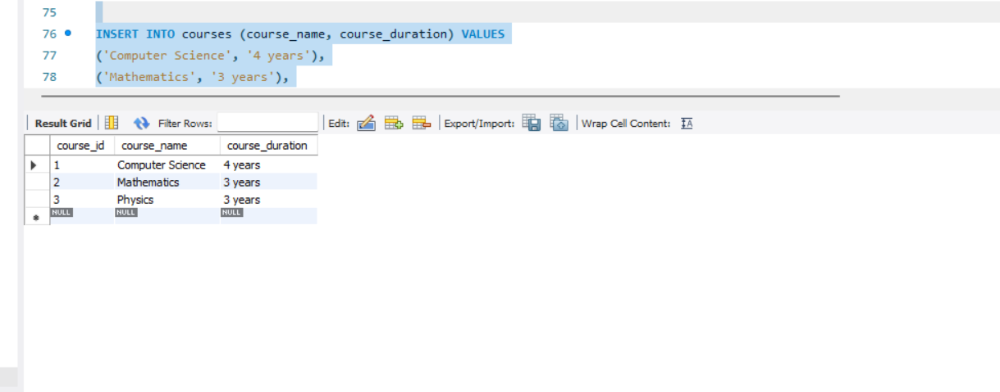 75
76 INSERT INTO courses (course_name, course_duration) VALUES
77 ('Computer Science', '4 years'),
78 ('Mathematics', '3 years'),
Result Grid Filter Rows: Edit: Export/Import: Wrap Cell Content: IA
course_id course_name course_duration
1 Computer Science 4 years
2 Mathematics 3 years
3 Physics 3 years
NULL NULL NULL